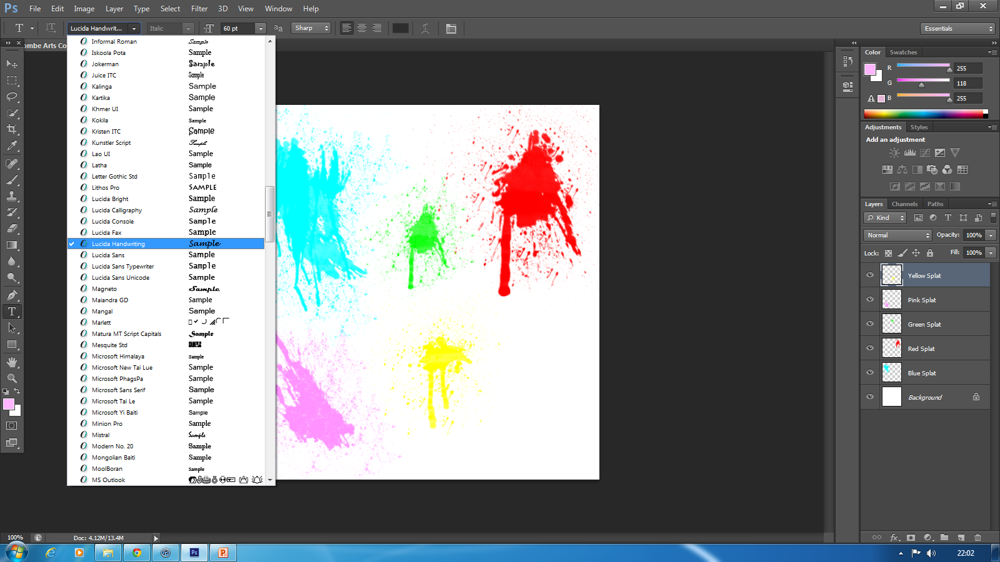 Ps File Edit Image Layer Type Select Filter 3D View Window Help
T Lucida Handwrit... Italic 60 pt Sharp Essentials
ombe Arts Co
Informal Roman Sample
Iskoola Pota Sample
Jokerman Sample
Juice ITC Sample
Kalinga Sample
Kartika Sample
Khmer UI Sample
Kokila Sample
Kristen ITC Sample
Kunstler Script Sample
Lao UI Sample
Latha Sample
Letter Gothic Std Sample
Lithos Pro SAMPLE
Lucida Bright Sample
Lucida Calligraphy Sample
Lucida Console Sample
Lucida Fax Sample
Lucida Handwriting Sample
Lucida Sans Sample
Lucida Sans Typewriter Sample
Lucida Sans Unicode Sample
Magneto Sample
Maiandra GD Sample
Mangal Sample
Marlett
Matura MT Script Capitals Sample
Mesquite Std SAMPLE
Microsoft Himalaya Sample
Microsoft New Tai Lue Sample
Microsoft PhagsPa Sample
Microsoft Sans Serif Sample
Microsoft Tai Le Sample
Microsoft Yi Baiti Sample
Minion Pro Sample
Mistral Sample
Modern No. 20 Sample
Mongolian Baiti Sample
MoolBoran Sample
MS Outlook
Color Swatches
R 255
G 118
B 255
Adjustments Styles
Add an adjustment
Layers Channels Paths
Kind
Normal Opacity: 100%
Lock: Fill: 100%
Yellow Splat
Pink Splat
Green Splat
Red Splat
Blue Splat
Background
fx
100% Doc: 4.12M/13.4M
Ps
22:02